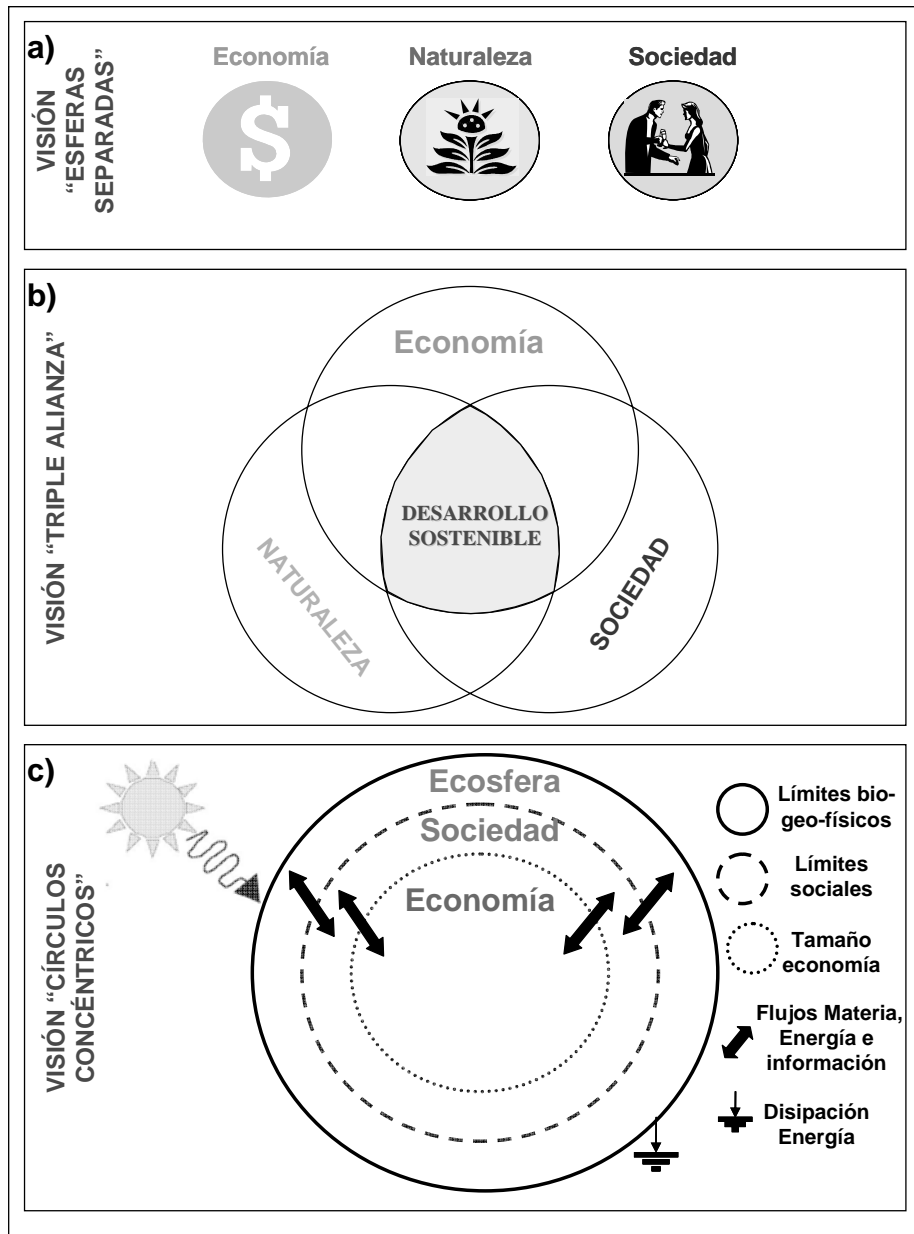 a)
VISIÓN
“ESFERAS
SEPARADAS”
Economía
Naturaleza
Sociedad
$
b)
VISIÓN “TRIPLE ALIANZA”
Economía
NATURALEZA
DESARROLLO
SOSTENIBLE
SOCIEDAD
c)
VISIÓN “CÍRCULOS
CONCÉNTRICOS”
Ecosfera
Sociedad
Economía
Límites bio-
geo-físicos
Límites
sociales
Tamaño
economía
Flujos Materia,
Energía e
información
Disipación
Energía